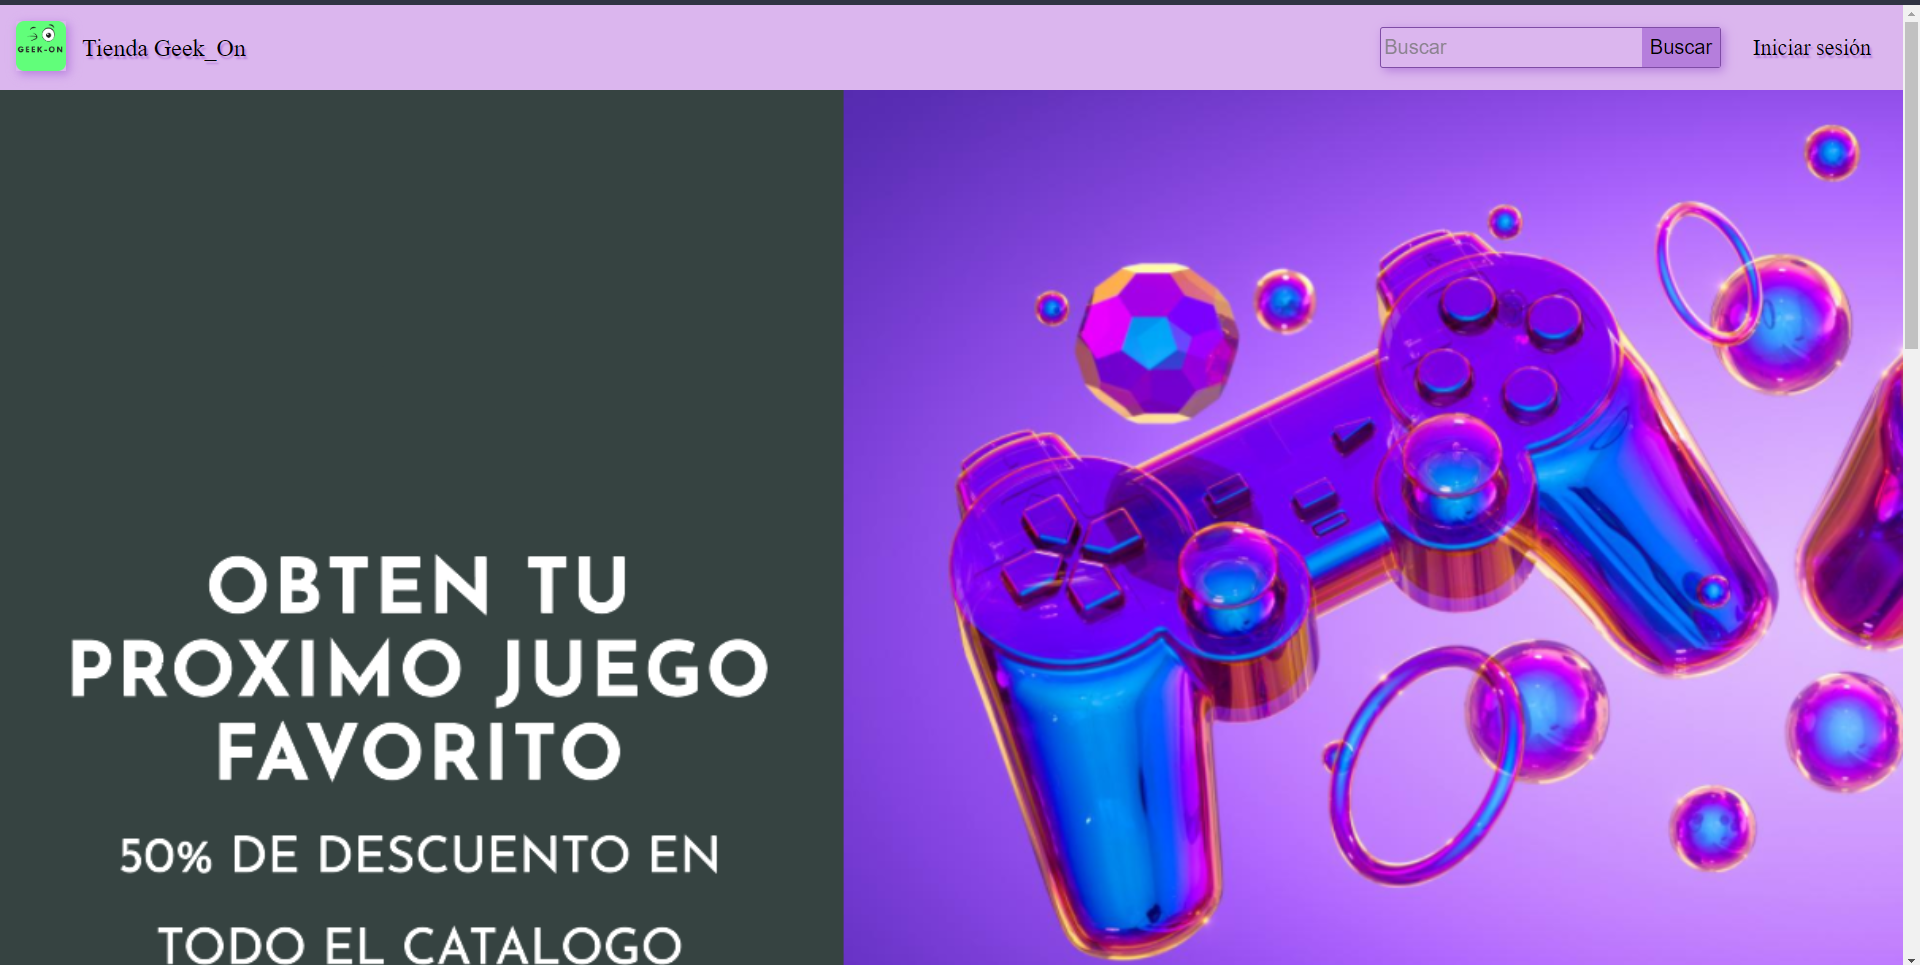 GEEK-ON
Tienda Geek_On
Buscar
Buscar
Iniciar sesión
OBTEN TU
PROXIMO JUEGO
FAVORITO
50% DE DESCUENTO EN
TODO EL CATALOGO